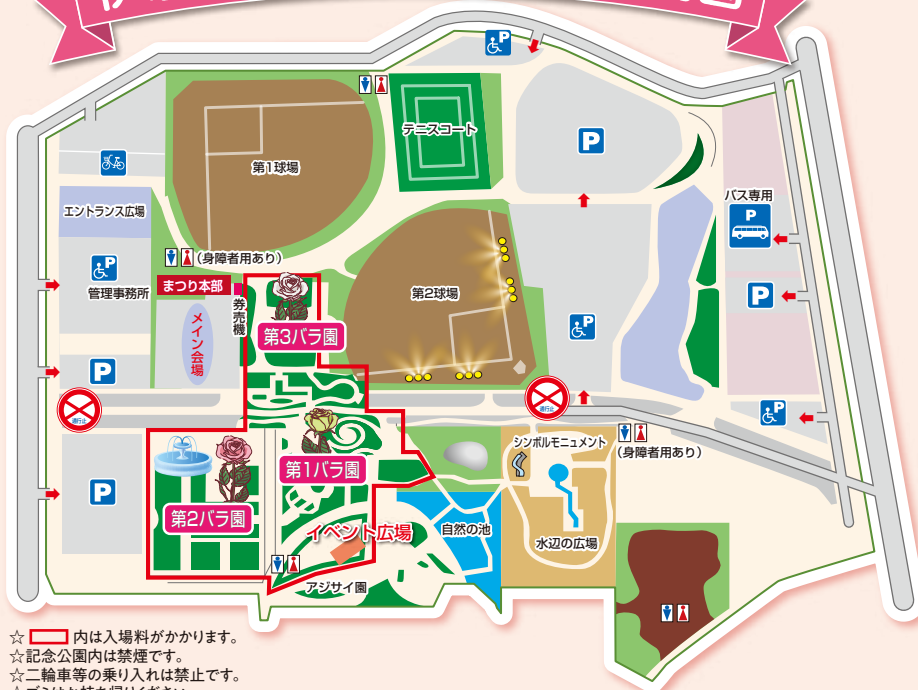 P
P
テニスコート
第1球場
エントランス広場
バス専用
P
(身障者用あり)
P
管理事務所
まつり本部
券売機
第2球場
P
メイン会場
第3バラ園
P
P
通行止
通行止
P
シンボルモニュメント
(身障者用あり)
第1バラ園
P
第2バラ園
イベント広場
自然の池
水辺の広場
アジサイ園
☆ 内は入場料がかかります。
☆記念公園内は禁煙です。
☆二輪車等の乗り入れは禁止です。